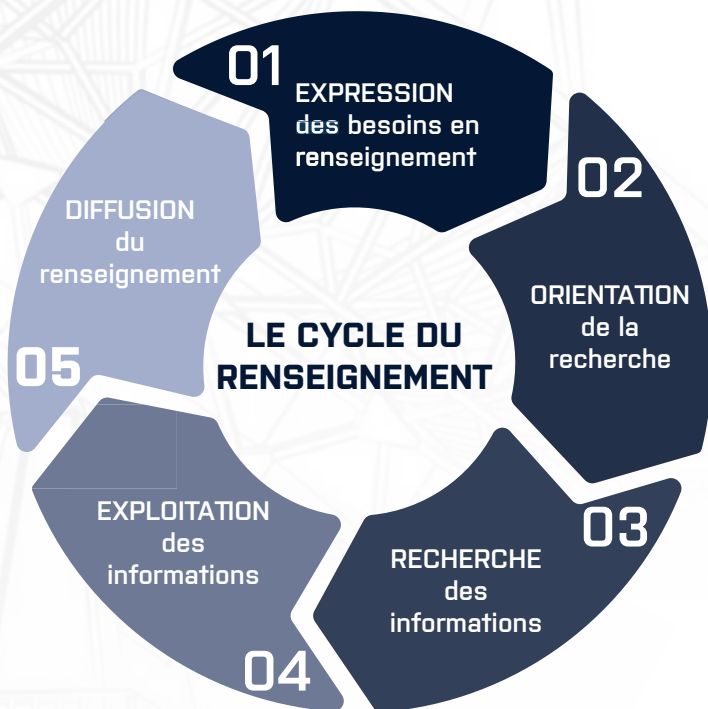 01
EXPRESSION
des besoins en
renseignement
02
ORIENTATION
de la
recherche
03
RECHERCHE
des
informations
04
EXPLOITATION
des
informations
05
DIFFUSION
du
renseignement
LE CYCLE DU
RENSEIGNEMENT